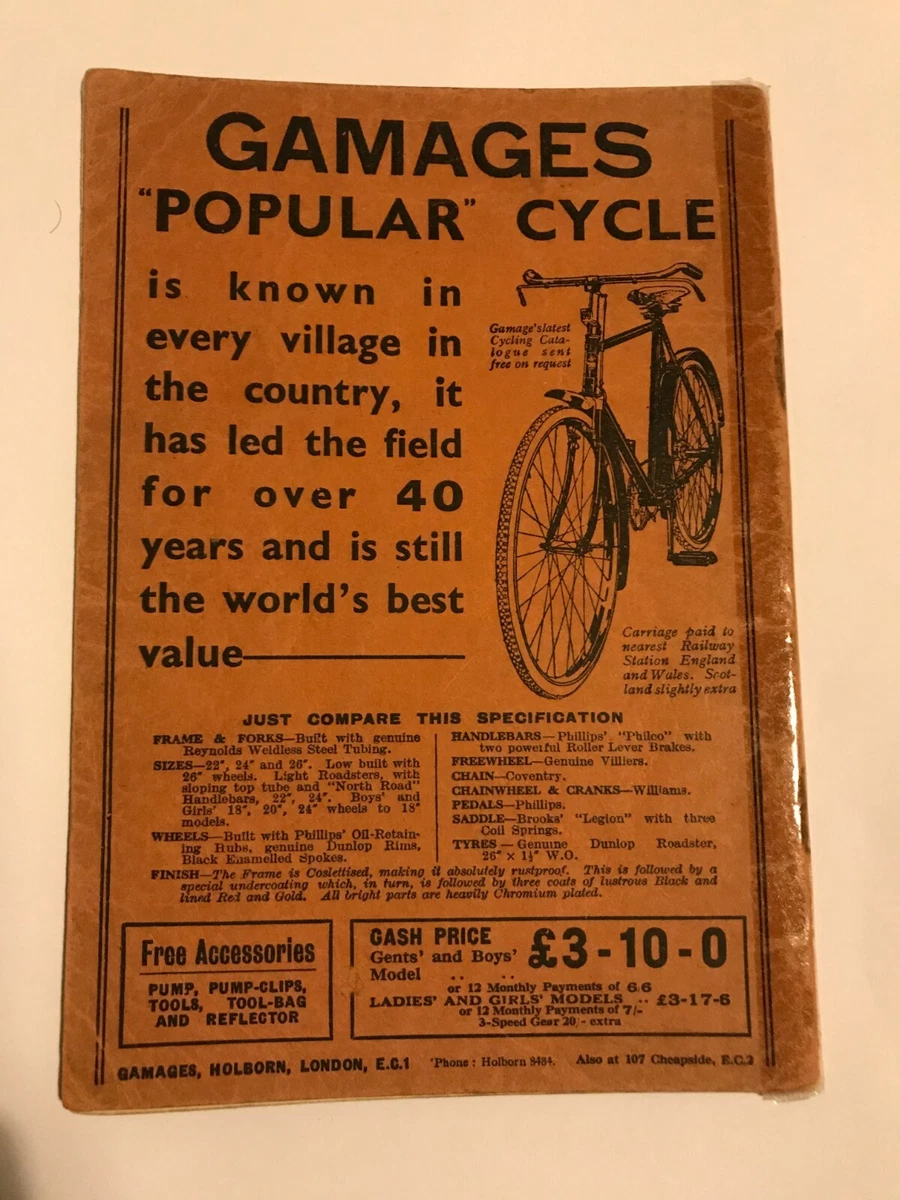 GAMAGES
"POPULAR" CYCLE
is known in
every village in
the country, it
has led the field
for over 40
years and is still
the world's best
value
Gamage's latest
Cycling Cata-
logue sent
free on request
Carriage paid to
nearest Railway
Station England
and Wales. Scot-
land slightly extra
JUST COMPARE THIS SPECIFICATION
FRAME & FORKS—Built with genuine
Reynolds Weldless Steel Tubing.
SIZES—22", 24" and 26". Low built with
26" wheels. Light Roadsters, with
sloping top tube and "North Road"
Handlebars, 22", 24". Boys' and
Girls' 18", 20", 24" wheels to 18"
models.
WHEELS—Built with Phillips' Oil-Retain-
ing Hubs, genuine Dunlop Rims,
Black Enamelled Spokes.
HANDLEBARS—Phillips' "Philco" with
two powerful Roller Lever Brakes.
FREEWHEEL—Genuine Villiers.
CHAIN—Coventry.
CHAINWHEEL & CRANKS—Williams.
PEDALS—Phillips.
SADDLE—Brooks' "Legion" with three
Coil Springs.
TYRES—Genuine Dunlop Roadster,
26" × 1½" W.O.
FINISH—The Frame is Coslettised, making it absolutely rustproof. This is followed by a
special undercoating which, in turn, is followed by three coats of lustrous Black and
lined Red and Gold. All bright parts are heavily Chromium plated.
Free Accessories
PUMP, PUMP-CLIPS,
TOOLS, TOOL-BAG
AND REFLECTOR
CASH PRICE
Gents' and Boys'
Model .. ..
£3-10-0
or 12 Monthly Payments of 6/6
LADIES' AND GIRLS' MODELS .. £3-17-6
or 12 Monthly Payments of 7/-
3-Speed Gear 20/- extra
GAMAGES, HOLBORN, LONDON, E.C.1 'Phone: Holborn 8484. Also at 107 Cheapside, E.C.2